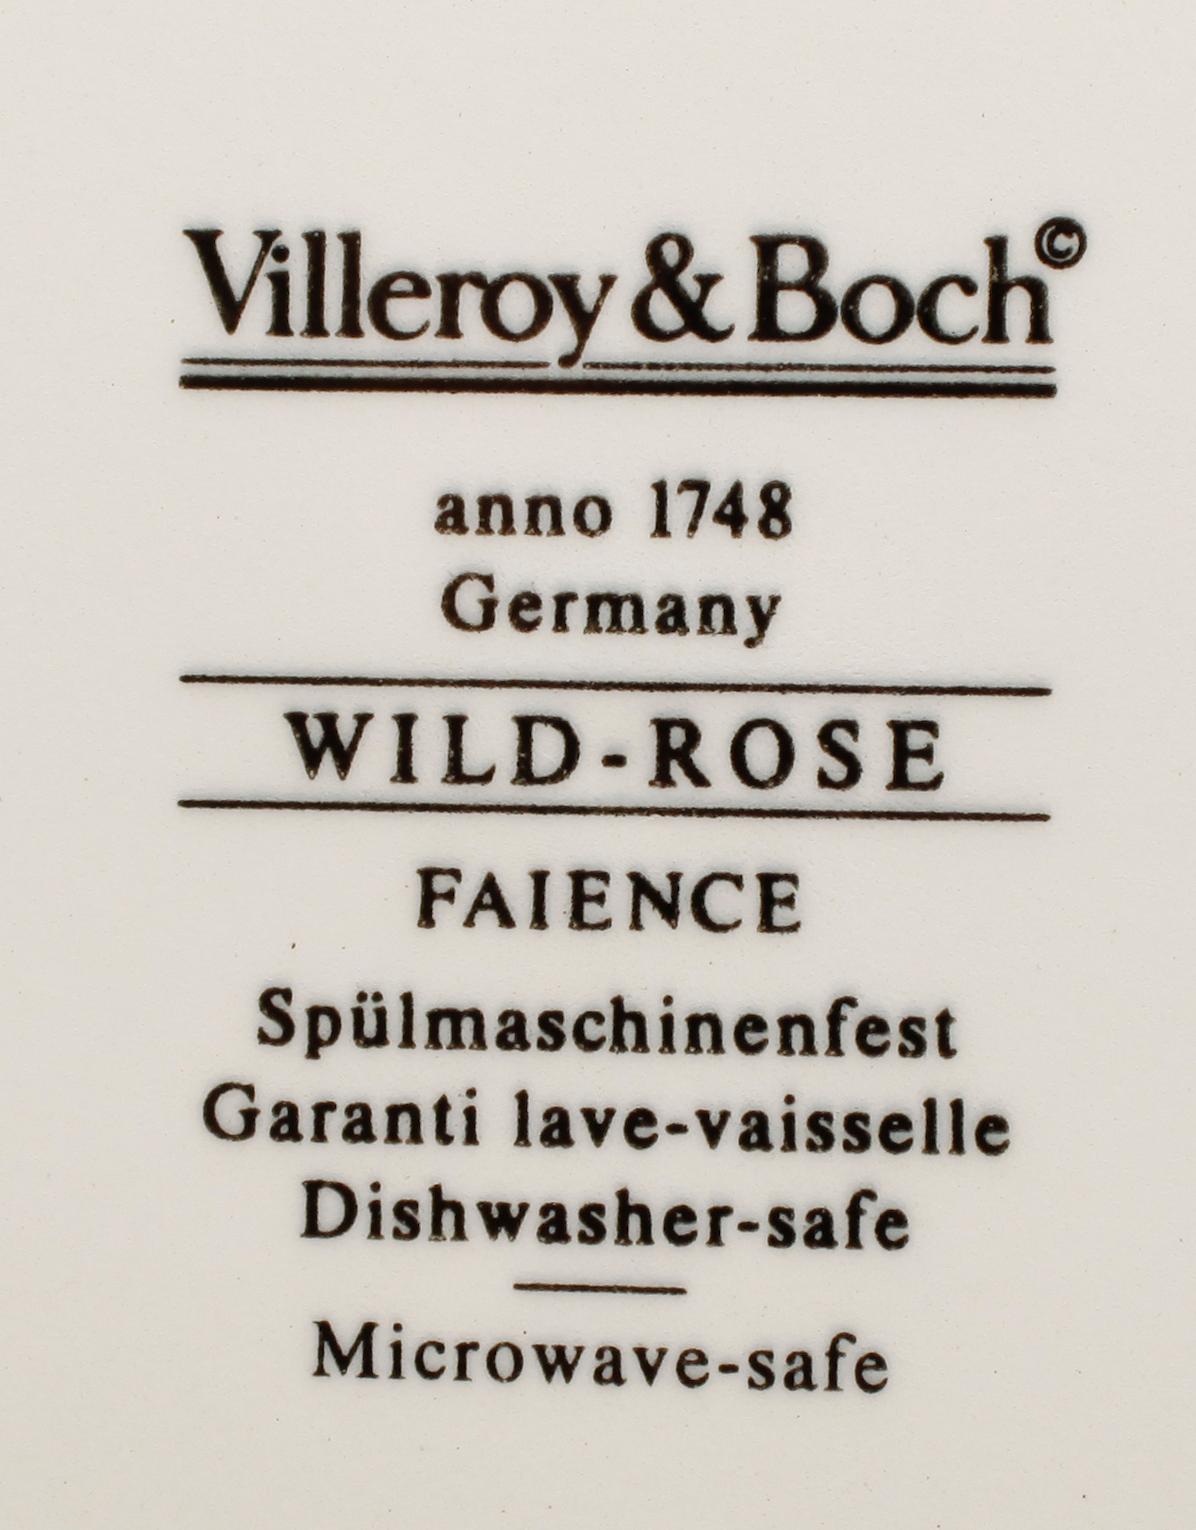 Villeroy & Boch©
anno 1748
Germany
WILD-ROSE
FAIENCE
Spülmaschinenfest
Garanti lave-vaisselle
Dishwasher-safe
Microwave-safe